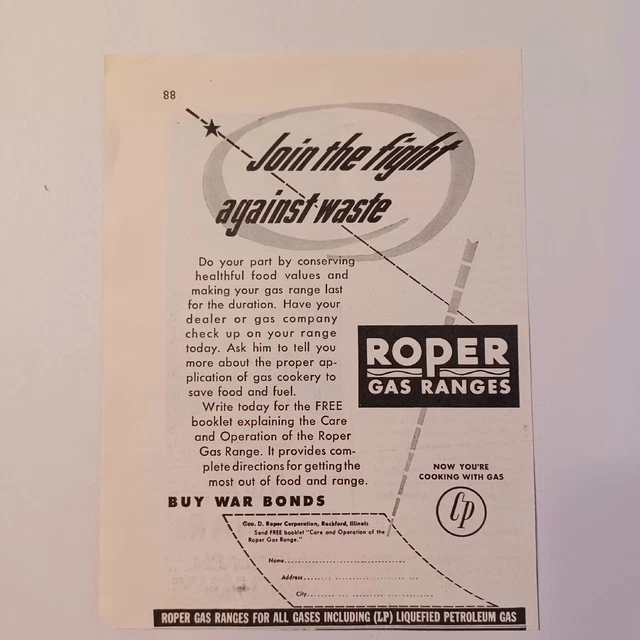 88
Join the fight
against waste
Do your part by conserving
healthful food values and
making your gas range last
for the duration. Have your
dealer or gas company
check up on your range
today. Ask him to tell you
more about the proper ap-
plication of gas cookery to
save food and fuel.
Write today for the FREE
booklet explaining the Care
and Operation of the Roper
Gas Range. It provides com-
plete directions for getting the
most out of food and range.
ROPER
GAS RANGES
NOW YOU'RE
COOKING WITH GAS
CP
BUY WAR BONDS
Geo. D. Roper Corporation, Rockford, Illinois
Send FREE booklet "Care and Operation of the
Roper Gas Range."
Name
Address
City
ROPER GAS RANGES FOR ALL GASES INCLUDING (LP) LIQUEFIED PETROLEUM GAS